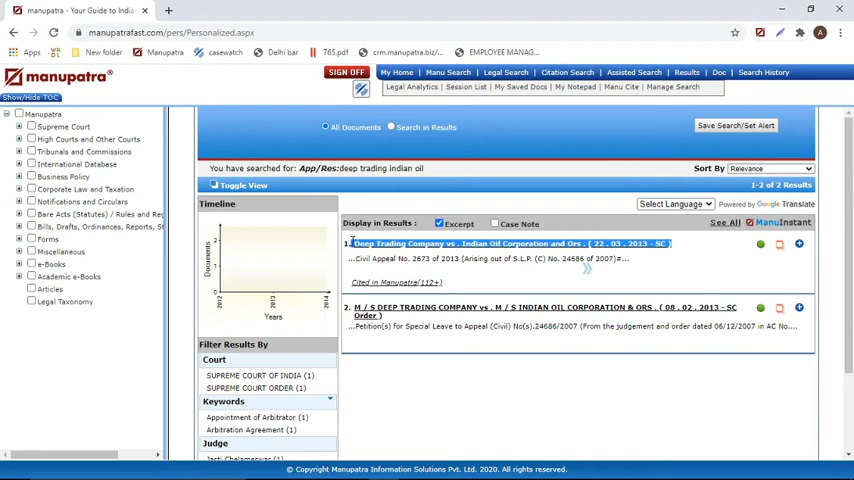 manupatra - Your Guide to India
manupatrafast.com/pers/Personalized.aspx
Apps
New folder
Manupatra
casewatch
Delhi bar
765.pdf
crm.manupatra.biz/...
EMPLOYEE MANAG...
manupatra®
SIGN OFF
My Home | Manu Search | Legal Search | Citation Search | Assisted Search | Results | Doc | Search History
Legal Analytics | Session List | My Saved Docs | My Notepad | Manu Cite | Manage Search
Show/Hide TOC
Manupatra
Supreme Court
High Courts and Other Courts
Tribunals and Commissions
International Database
Business Policy
Corporate Law and Taxation
Notifications and Circulars
Bare Acts (Statutes) / Rules and Reg
Bills, Drafts, Ordinances, Reports, St
Forms
Miscellaneous
e-Books
Academic e-Books
Articles
Legal Taxonomy
All Documents
Search in Results
Save Search/Set Alert
You have searched for: App/Res:deep trading indian oil
Sort By Relevance
Toggle View
1-2 of 2 Results
Timeline
Documents
2
1
0
2012
2013
2014
Years
Filter Results By
Court
SUPREME COURT OF INDIA (1)
SUPREME COURT ORDER (1)
Keywords
Appointment of Arbitrator (1)
Arbitration Agreement (1)
Judge
Jasti Chelameswar (1)
Select Language
Powered by Google Translate
Display in Results :
Excerpt
Case Note
See All
ManuInstant
1. Deep Trading Company vs . Indian Oil Corporation and Ors . ( 22 . 03 . 2013 - SC )
...Civil Appeal No. 2673 of 2013 (Arising out of S.L.P. (C) No. 24686 of 2007)#...
Cited in Manupatra(112+)
2. M / S DEEP TRADING COMPANY vs . M / S INDIAN OIL CORPORATION & ORS . ( 08 . 02 . 2013 - SC
Order )
...Petition(s) for Special Leave to Appeal (Civil) No(s).24686/2007 (From the judgement and order dated 06/12/2007 in AC No....
© Copyright Manupatra Information Solutions Pvt. Ltd. 2020. All rights reserved.